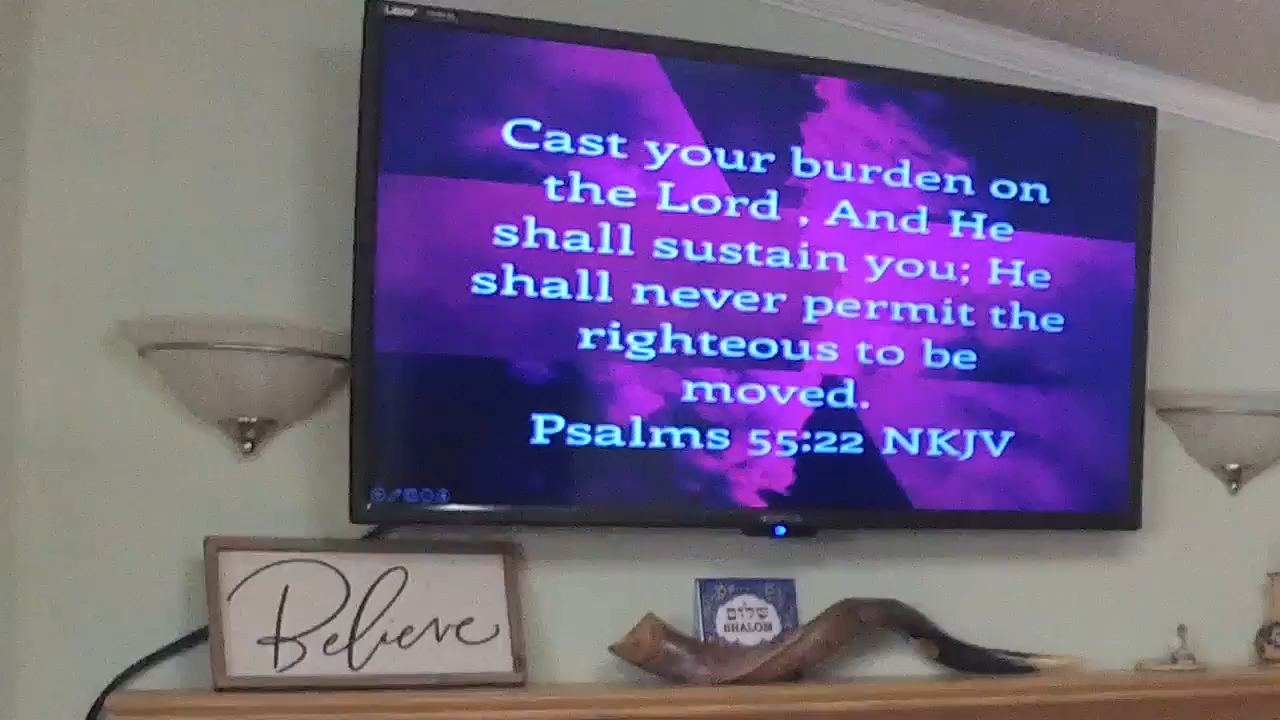 Cast your burden on
the Lord , And He
shall sustain you; He
shall never permit the
righteous to be
moved.
Psalms 55:22 NKJV
Believe
שלום
SHALOM